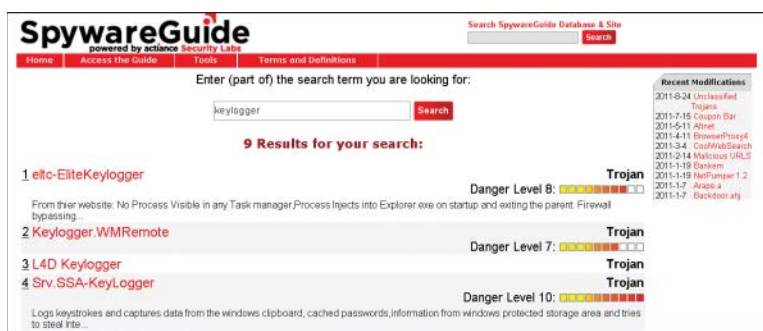 SpywareGuide
powered by actiance Security Labs
Search SpywareGuide Database & Site
Search
Home Access the Guide Tools Terms and Definitions
Enter (part of) the search term you are looking for:
keylogger Search
9 Results for your search:
1 eltc-EliteKeylogger Trojan
Danger Level 8:
From thier website: No Process Visible in any Task manager,Process Injects into Explorer.exe on startup and exiting the parent. Firewall
bypassing...
2 Keylogger.WMRemote Trojan
Danger Level 7:
3 L4D Keylogger Trojan
4 Srv.SSA-KeyLogger Trojan
Danger Level 10:
Logs keystrokes and captures data from the windows clipboard, cached passwords,information from windows protected storage area and tries
to steal Inte...
Recent Modifications
2011-8-24 Unclassified
Trojans
2011-7-15 Coupon Bar
2011-5-11 Altnet
2011-4-11 BrowserProxy4
2011-3-4 CoolWebSearch
2011-2-14 Malicious URLS
2011-1-19 Bankem
2011-1-19 NetPumper 1.2
2011-1-7 Arape a
2011-1-7 Backdoor.ahj